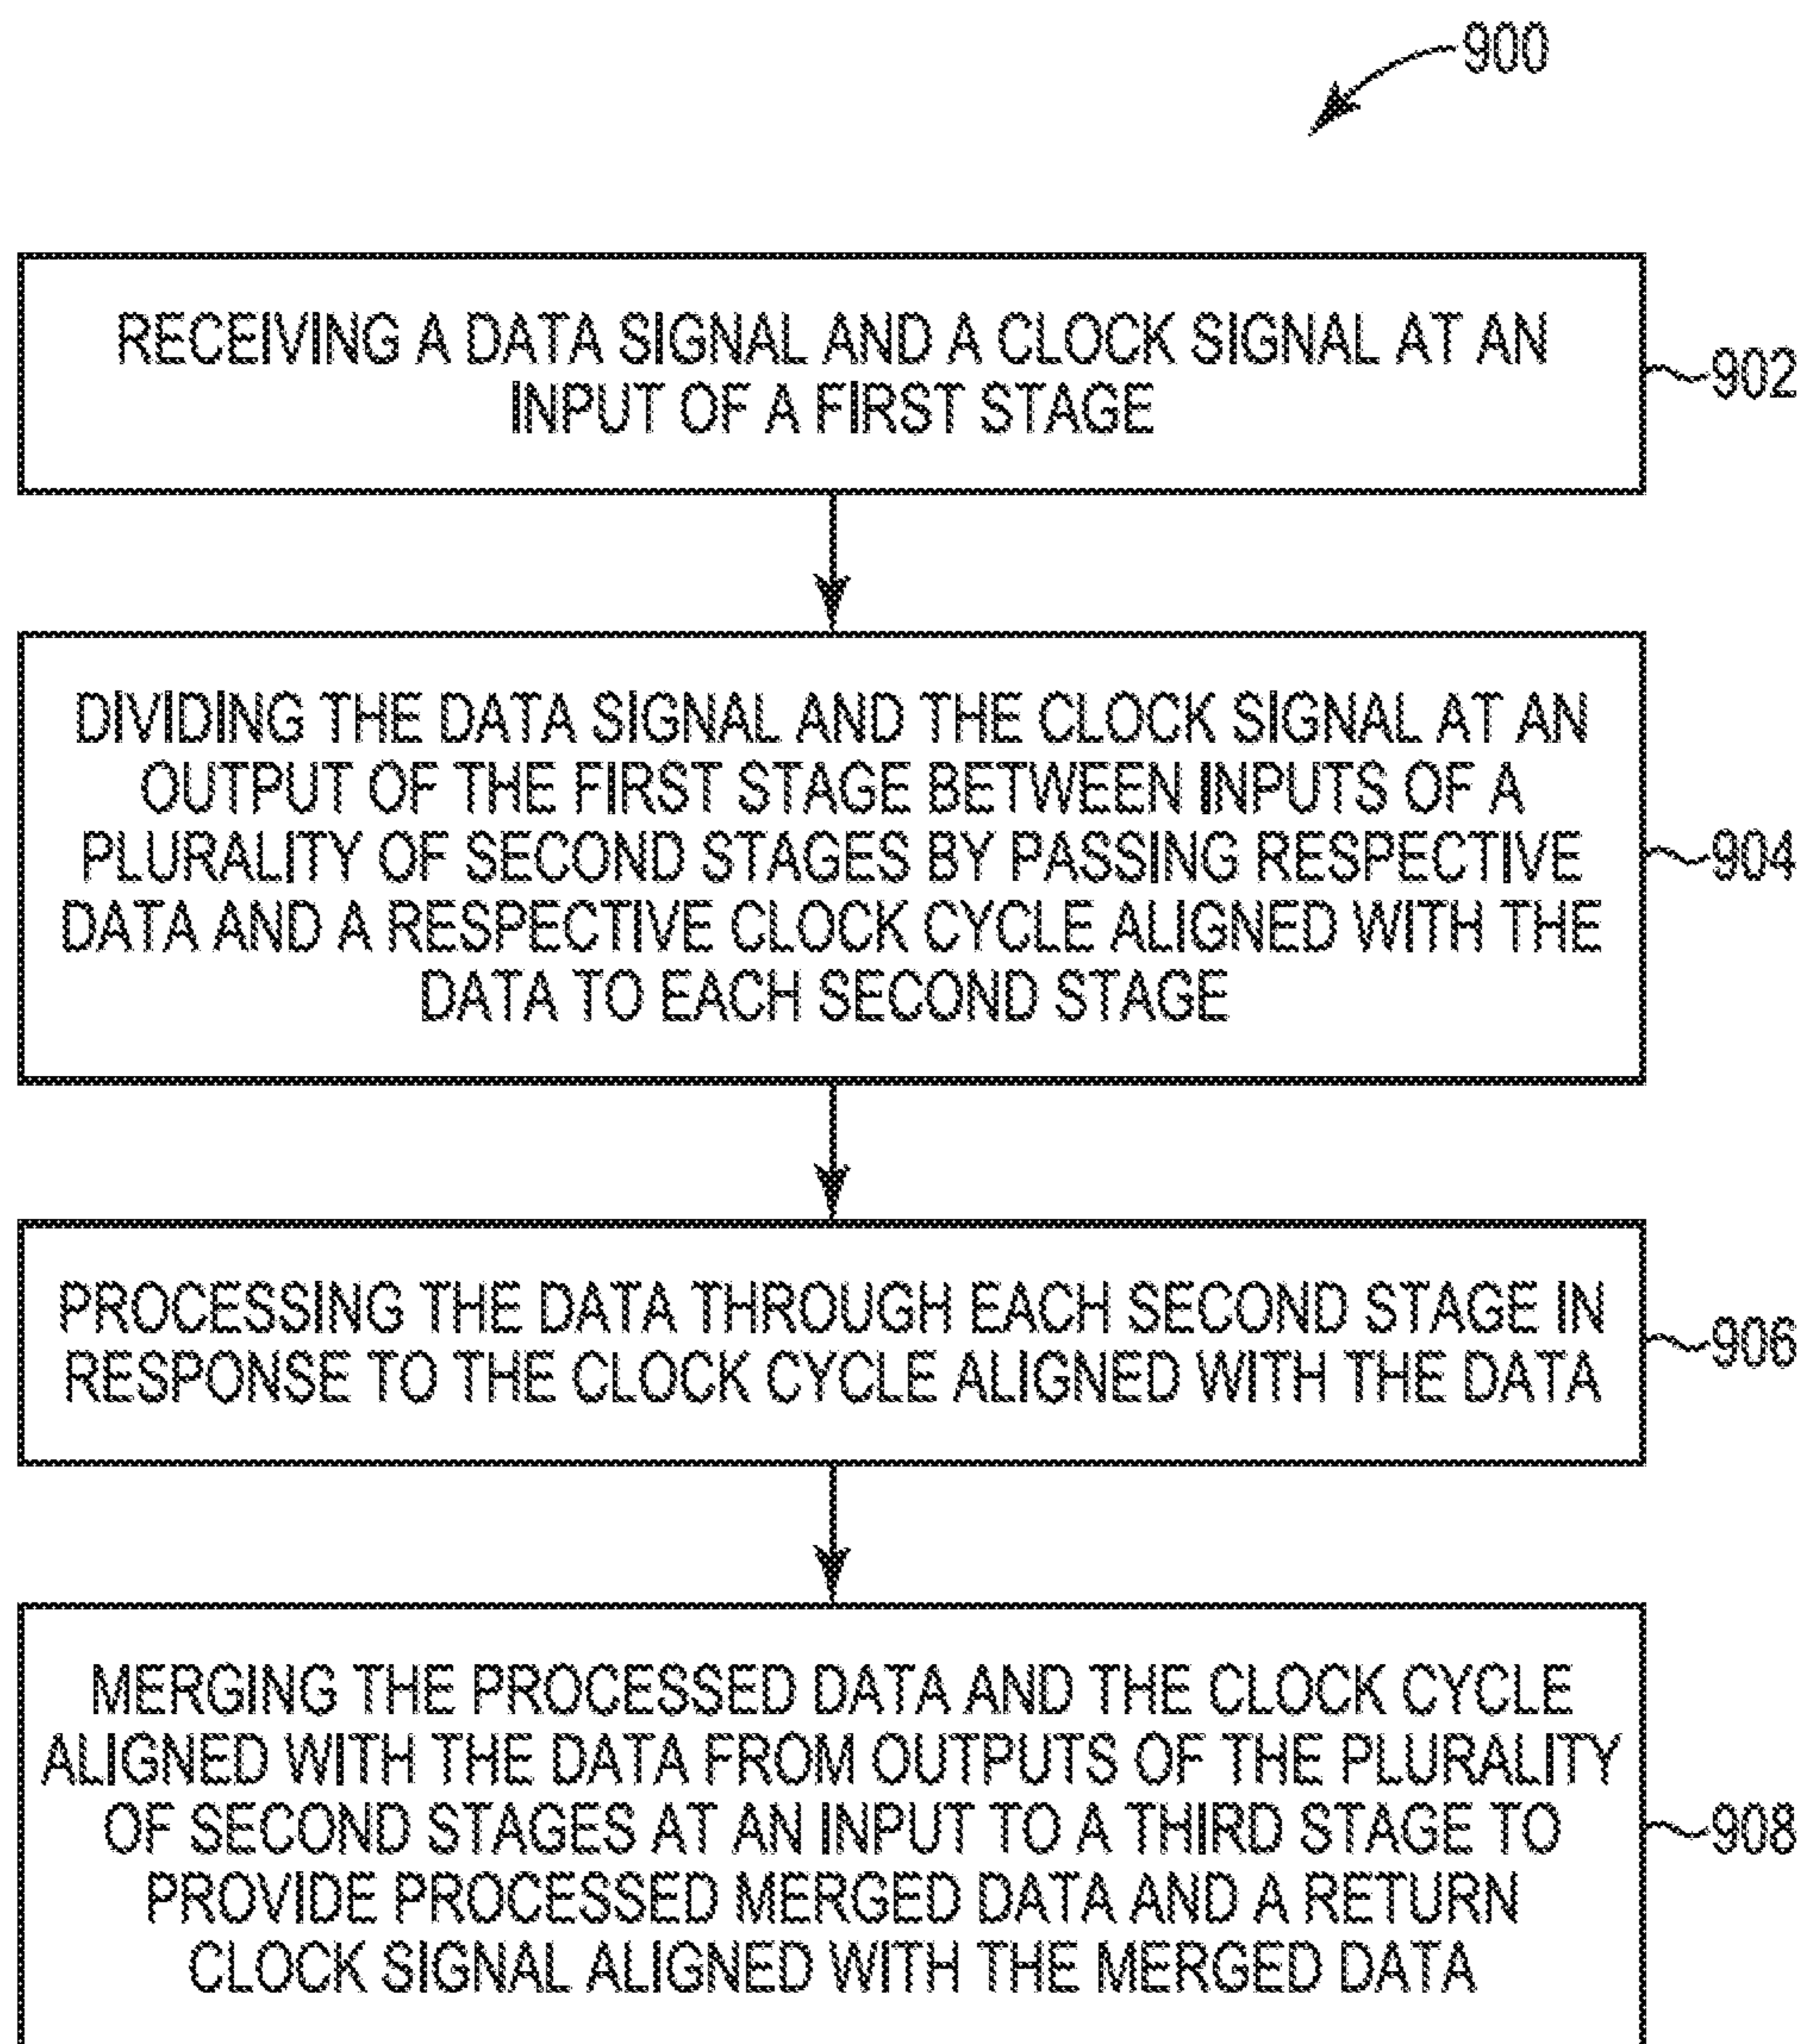 900
RECEIVING A DATA SIGNAL AND A CLOCK SIGNAL AT AN
INPUT OF A FIRST STAGE
902
DIVIDING THE DATA SIGNAL AND THE CLOCK SIGNAL AT AN
OUTPUT OF THE FIRST STAGE BETWEEN INPUTS OF A
PLURALITY OF SECOND STAGES BY PASSING RESPECTIVE
DATA AND A RESPECTIVE CLOCK CYCLE ALIGNED WITH THE
DATA TO EACH SECOND STAGE
904
PROCESSING THE DATA THROUGH EACH SECOND STAGE IN
RESPONSE TO THE CLOCK CYCLE ALIGNED WITH THE DATA
906
MERGING THE PROCESSED DATA AND THE CLOCK CYCLE
ALIGNED WITH THE DATA FROM OUTPUTS OF THE PLURALITY
OF SECOND STAGES AT AN INPUT TO A THIRD STAGE TO
PROVIDE PROCESSED MERGED DATA AND A RETURN
CLOCK SIGNAL ALIGNED WITH THE MERGED DATA
908